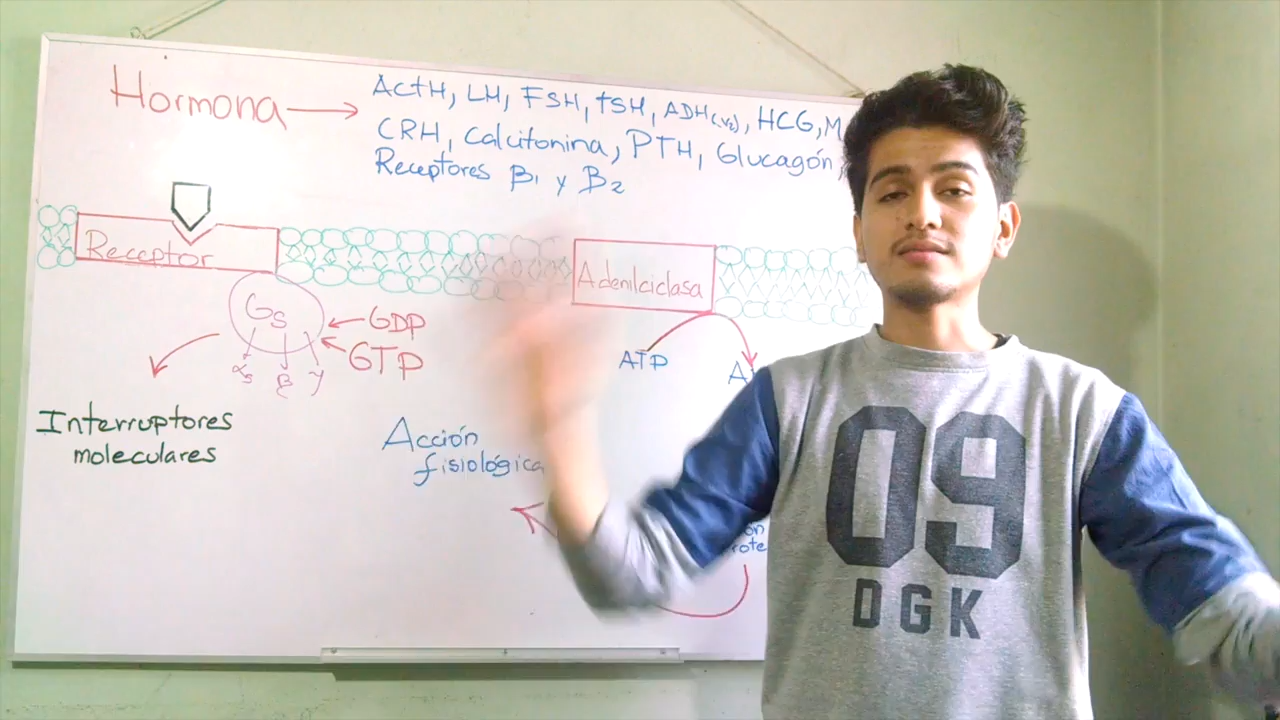 Hormona → ActH, LH, FSH, tSH, ADH(V2), HCG, M
CRH, Calcitonina, PTH, Glucagón,
Receptores β1 y β2
Receptor
Adenilciclasa
Gs
GDP
GTP
αs β γ
ATP
Interruptores
moleculares
Acción
fisiológica
09
DGK